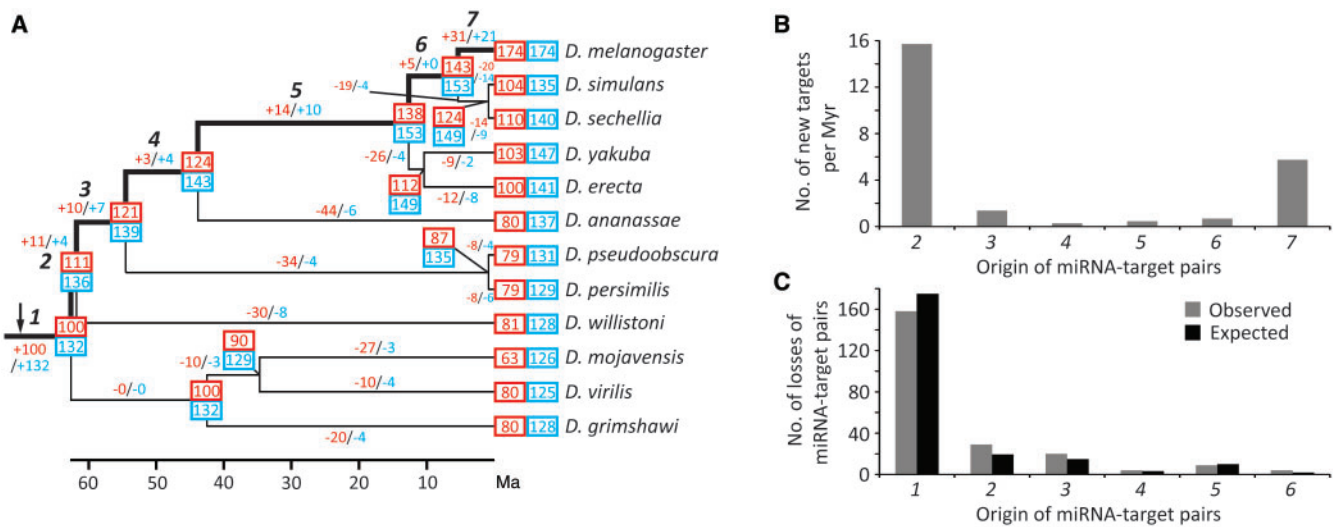 A
7
+31/+21
6
+5/+0
174 174 D. melanogaster
143
153
-20
/-14
-19/-4
104 135 D. simulans
5
+14/+10
138
153
124
149
-14
/-9
110 140 D. sechellia
4
+3/+4
124
143
-26/-4
-9/-2
103 147 D. yakuba
112
149
-12/-8
100 141 D. erecta
3
+10/+7
121
139
-44/-6
80 137 D. ananassae
+11/+4
2
111
136
87
135
-8/-4
79 131 D. pseudoobscura
-34/-4
-8/-6
79 129 D. persimilis
1
100
132
+100
/+132
-30/-8
81 128 D. willistoni
90
129
-10/-3
-27/-3
63 126 D. mojavensis
-0/-0
100
132
-10/-4
80 125 D. virilis
-20/-4
80 128 D. grimshawi
60 50 40 30 20 10 Ma
B
No. of new targets
per Myr
16
12
8
4
0
2 3 4 5 6 7
Origin of miRNA-target pairs
C
No. of losses of
miRNA-target pairs
160
120
80
40
0
Observed
Expected
1 2 3 4 5 6
Origin of miRNA-target pairs